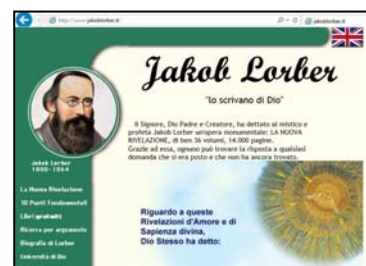 http://www.jakoblorber.it
jakoblorber.it
Jakob Lorber
"lo scrivano di Dio"
Il Signore, Dio Padre e Creatore, ha dettato al mistico e
profeta Jakob Lorber un'opera monumentale: LA NUOVA
RIVELAZIONE, di ben 36 volumi, 14.000 pagine.
Grazie ad essa, ognuno può trovare la risposta a qualsiasi
domanda che si era posto e che non ha ancora trovato.
Jakob Lorber
1800-1864
La Nuova Rivelazione
10 Punti Fondamentali
Libri gratuiti
Ricerca per argomento
Biografia di Lorber
Università di Dio
Riguardo a queste
Rivelazioni d'Amore e di
Sapienza divina,
Dio Stesso ha detto: